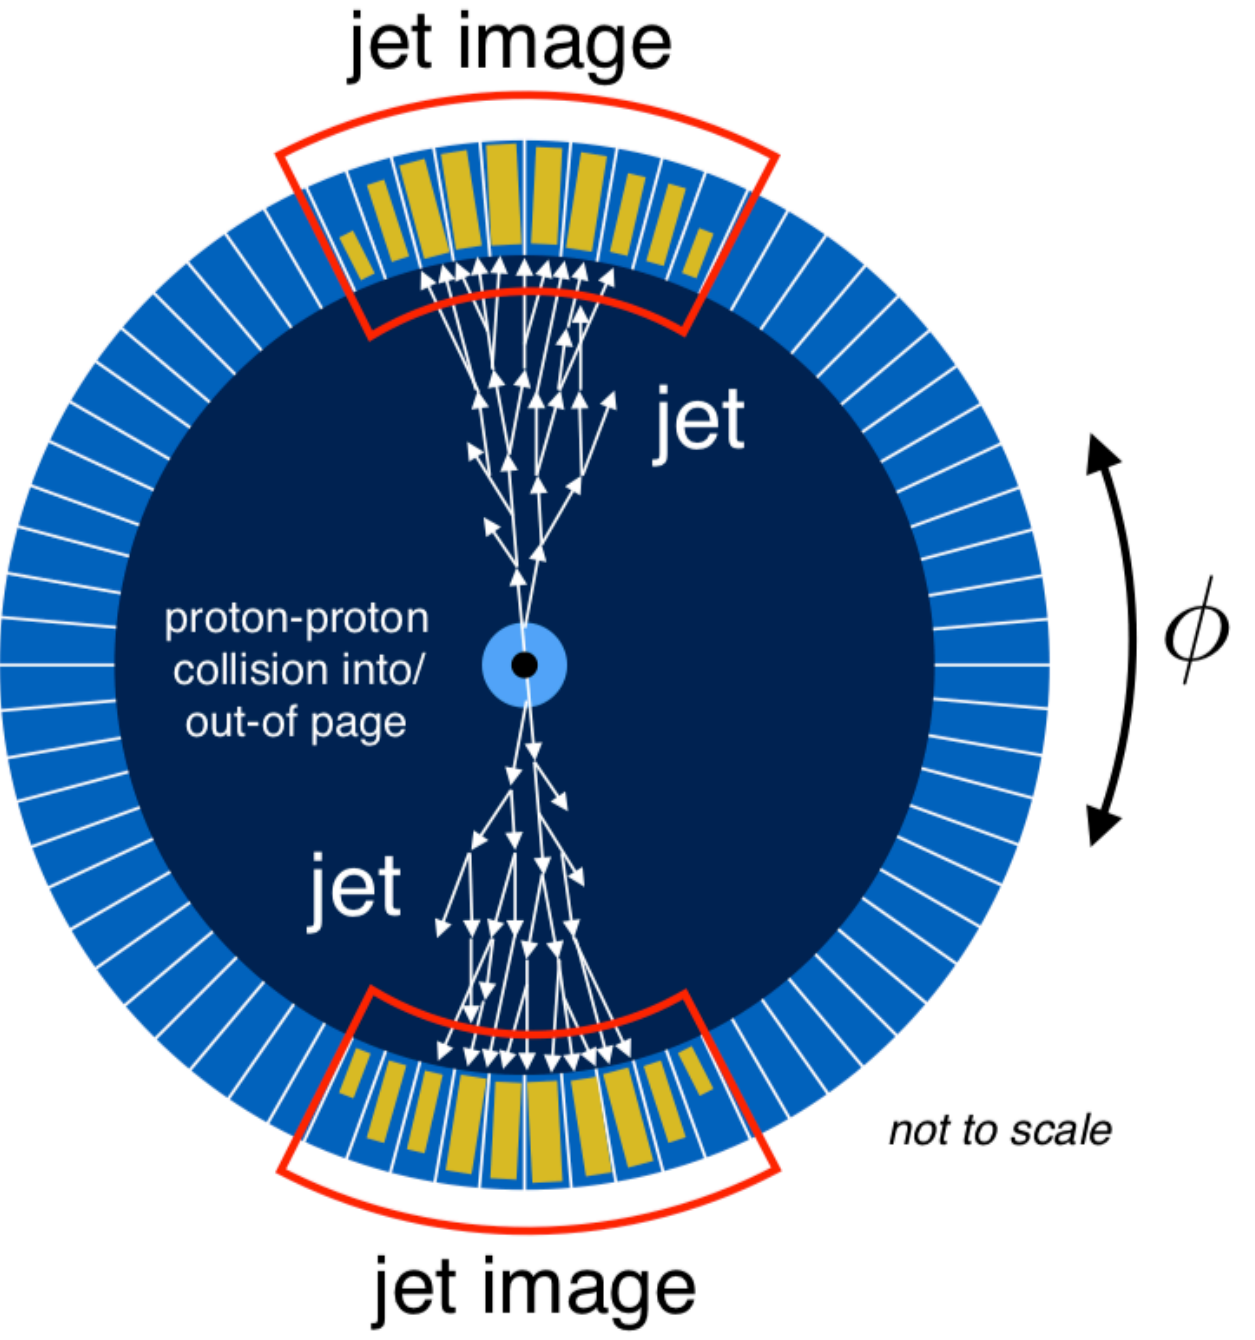 jet image
jet
proton-proton
collision into/
out-of page
ϕ
jet
not to scale
jet image